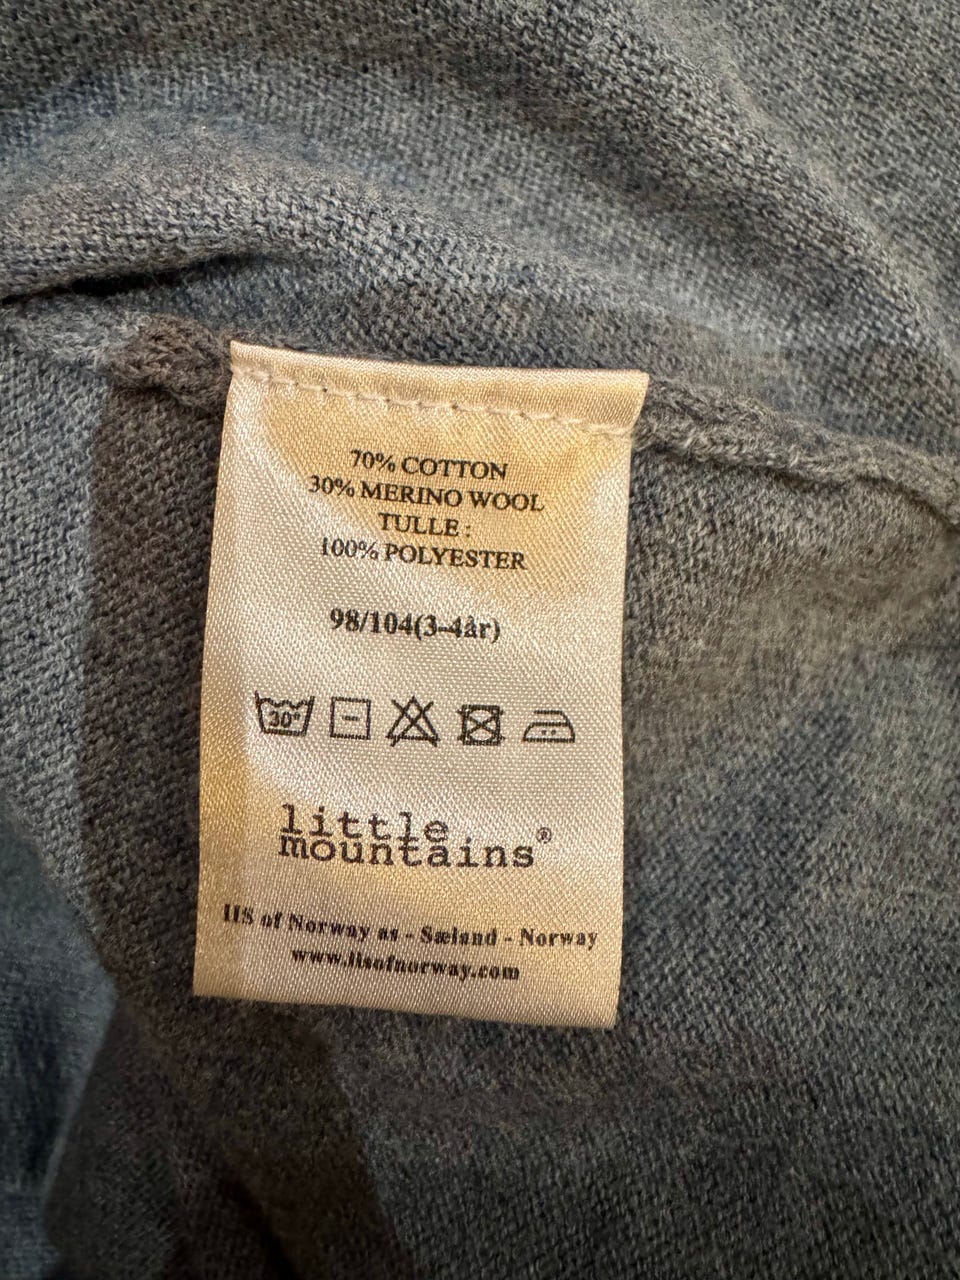 70% COTTON
30% MERINO WOOL
TULLE :
100% POLYESTER
98/104(3-4år)
30°
little
mountains®
IIS of Norway as - Sæland - Norway
www.iisofnorway.com